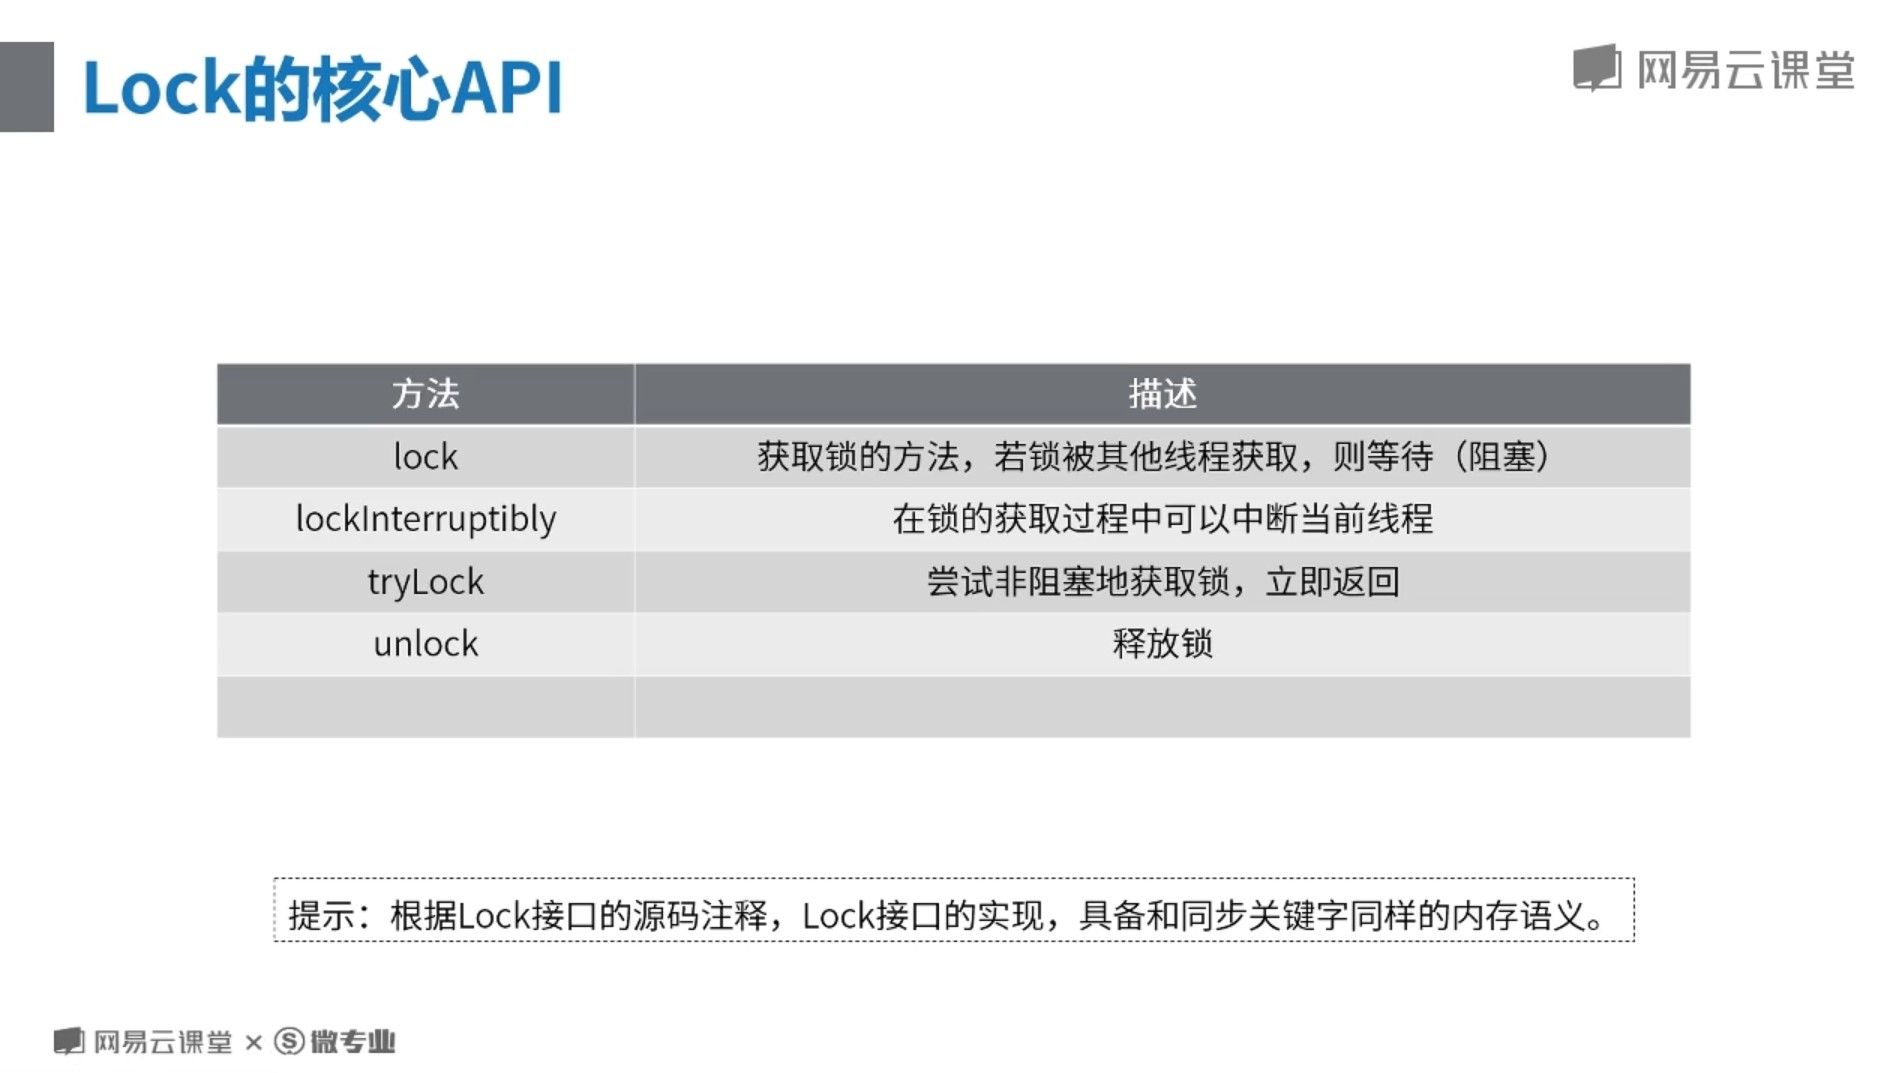 Lock的核心API
网易云课堂
方法 描述
lock 获取锁的方法，若锁被其他线程获取，则等待（阻塞）
lockInterruptibly 在锁的获取过程中可以中断当前线程
tryLock 尝试非阻塞地获取锁，立即返回
unlock 释放锁
提示：根据Lock接口的源码注释，Lock接口的实现，具备和同步关键字同样的内存语义。
网易云课堂 × S 微专业